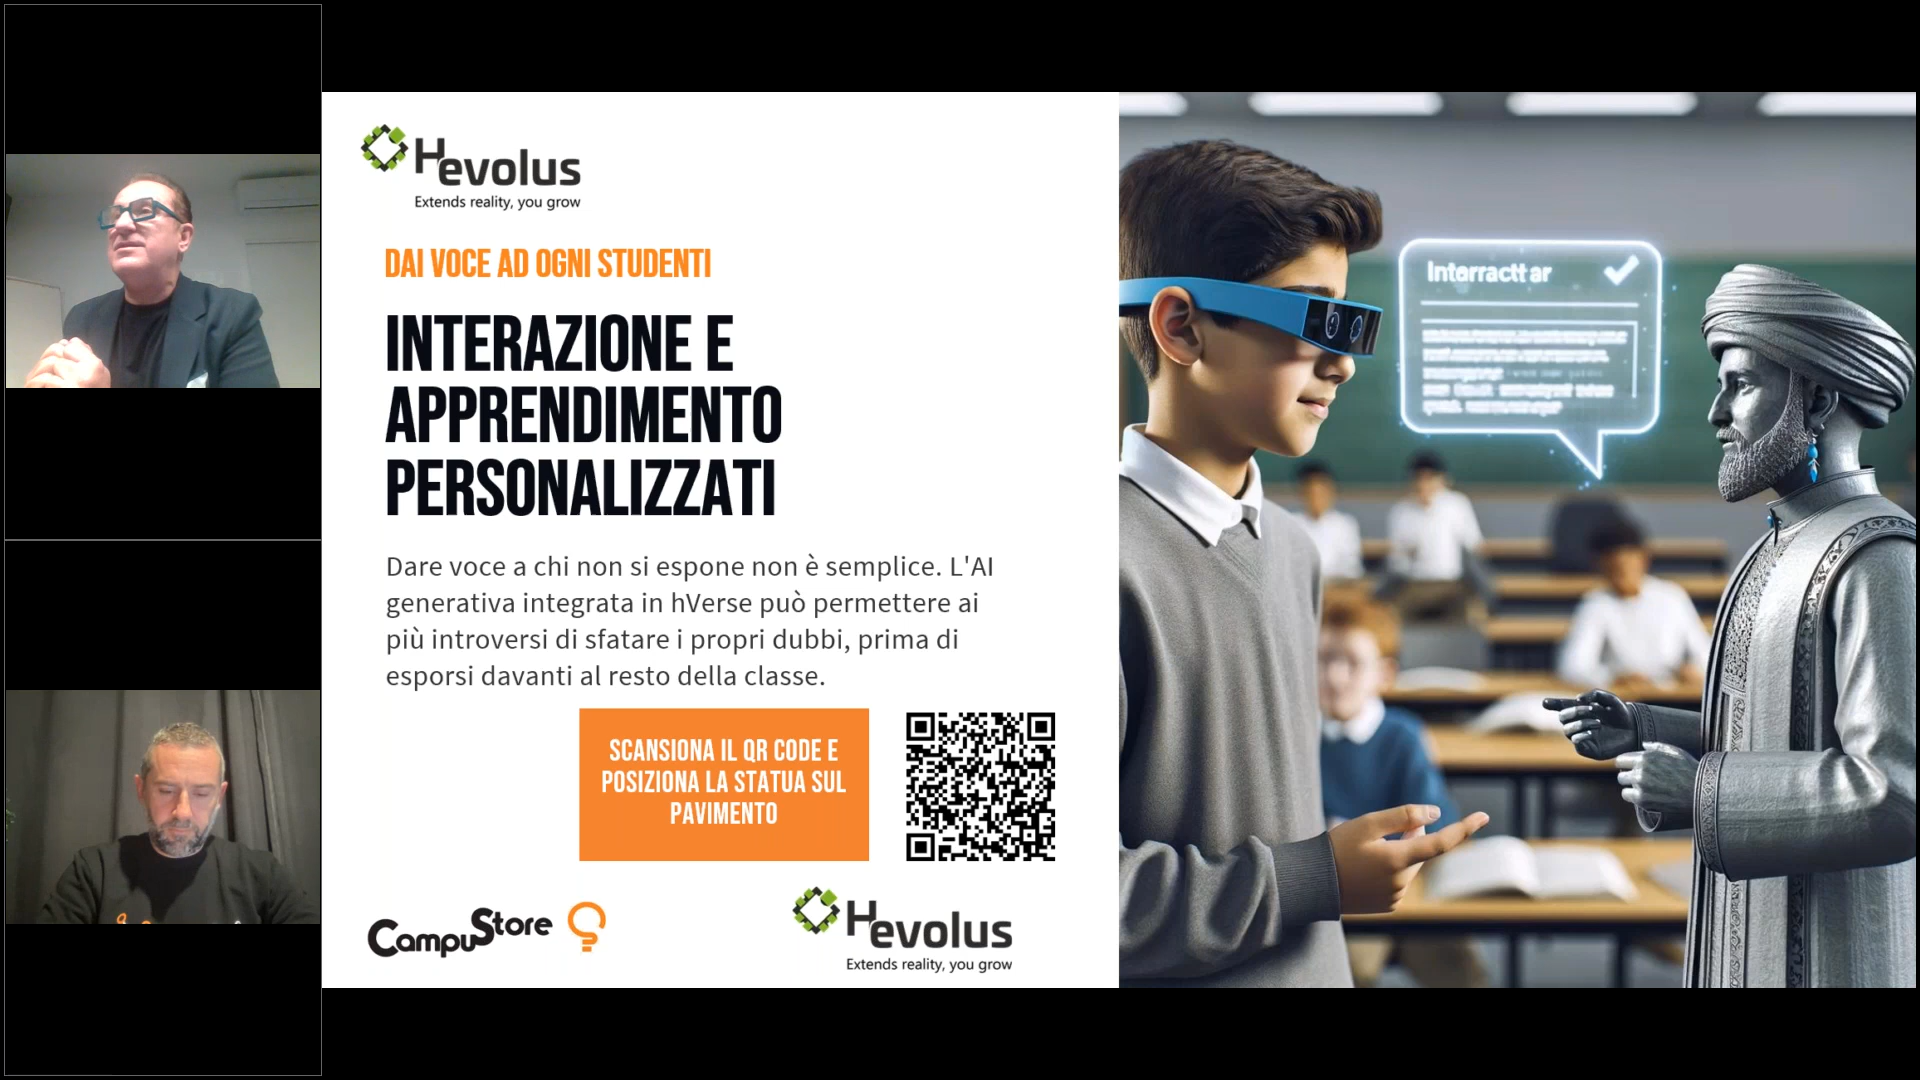 Hevolus
Extends reality, you grow
DAI VOCE AD OGNI STUDENTI
INTERAZIONE E
APPRENDIMENTO
PERSONALIZZATI
Dare voce a chi non si espone non è semplice. L'AI
generativa integrata in hVerse può permettere ai
più introversi di sfatare i propri dubbi, prima di
esporsi davanti al resto della classe.
SCANSIONA IL QR CODE E
POSIZIONA LA STATUA SUL
PAVIMENTO
CampuStore
Hevolus
Extends reality, you grow
Interractt ar